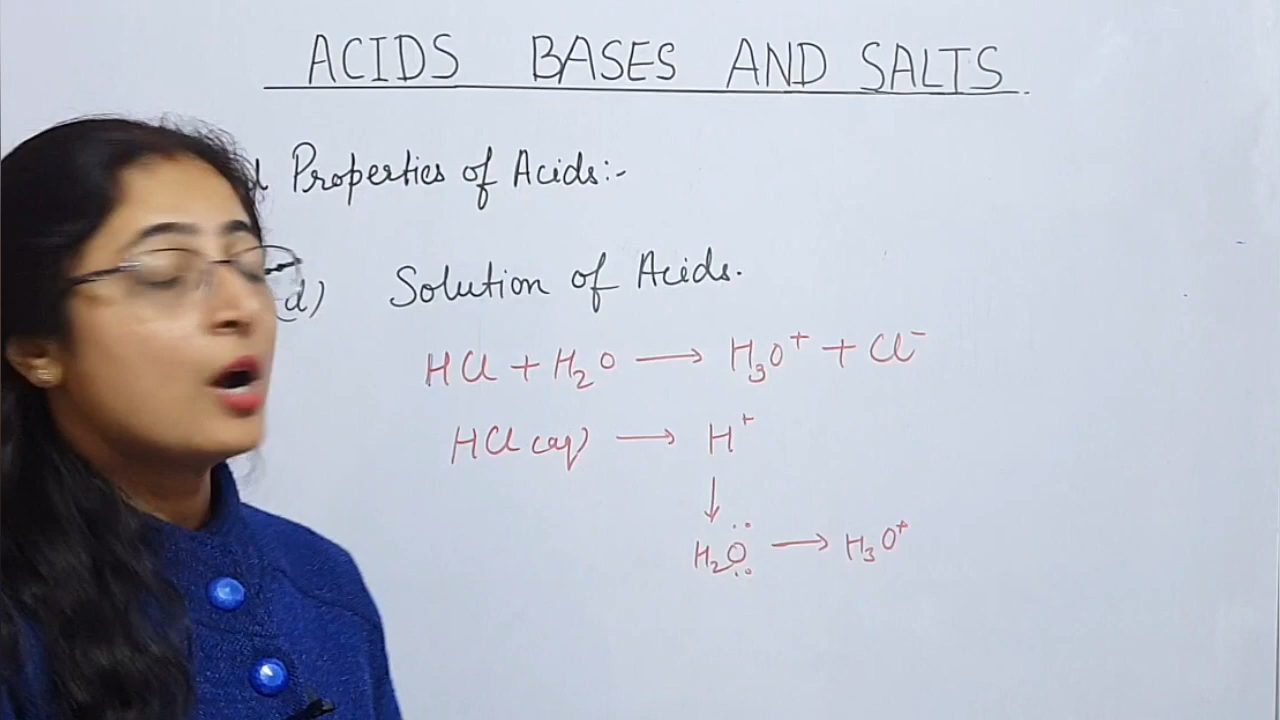 ACIDS BASES AND SALTS
Properties of Acids:-
d) Solution of Acids.
HCl + H₂O ⟶ H₃O⁺ + Cl⁻
HCl (aq) ⟶ H⁺
↓
H₂O ⟶ H₃O⁺